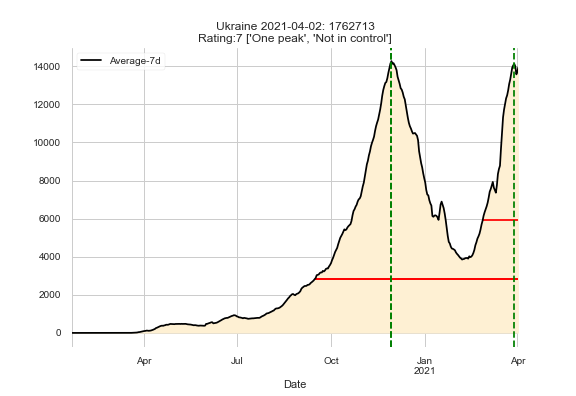 Ukraine 2021-04-02: 1762713
Rating:7 ['One peak', 'Not in control']
Average-7d
14000
12000
10000
8000
6000
4000
2000
0
Apr
Jul
Oct
Jan
2021
Apr
Date